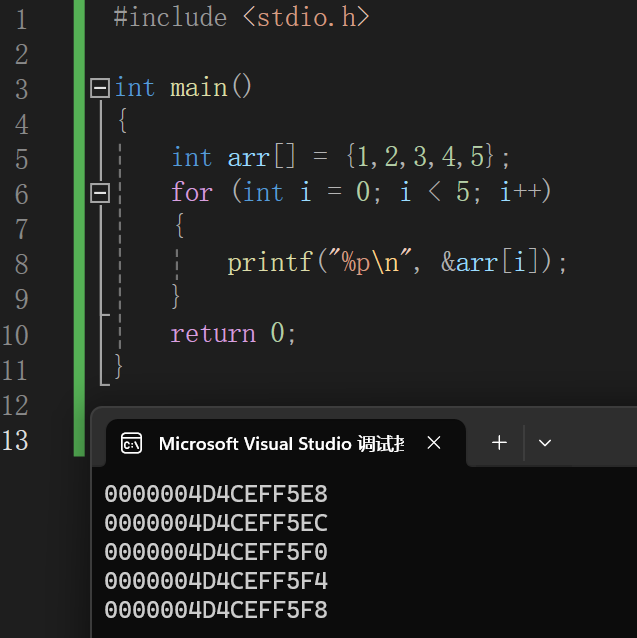 1 #include <stdio.h>
2
3 int main()
4 {
5 int arr[] = {1,2,3,4,5};
6 for (int i = 0; i < 5; i++)
7 {
8 printf("%p\n", &arr[i]);
9 }
10 return 0;
11 }
12
13
Microsoft Visual Studio 调试
0000004D4CEFF5E8
0000004D4CEFF5EC
0000004D4CEFF5F0
0000004D4CEFF5F4
0000004D4CEFF5F8